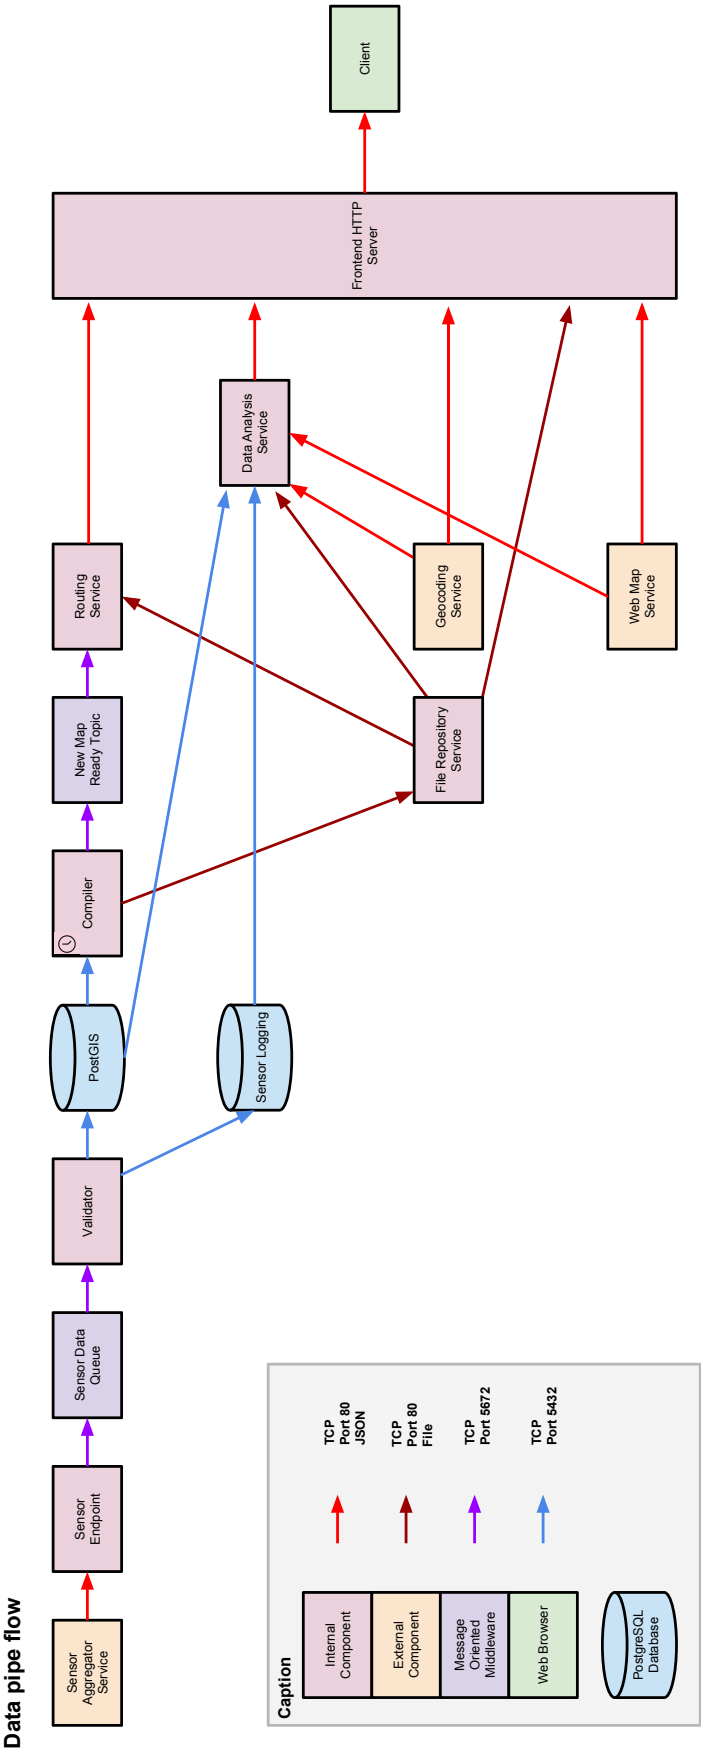 Data pipe flow
Sensor
Aggregator
Service
Sensor
Endpoint
Sensor Data
Queue
Validator
PostGIS
Sensor Logging
Compiler
New Map
Ready Topic
Routing
Service
File Repository
Service
Geocoding
Service
Web Map
Service
Data Analysis
Service
Frontend HTTP
Server
Client
Caption
Internal
Component
External
Component
Message
Oriented
Middleware
Web Browser
PostgreSQL
Database
TCP
Port 80
JSON
TCP
Port 80
File
TCP
Port 5672
TCP
Port 5432